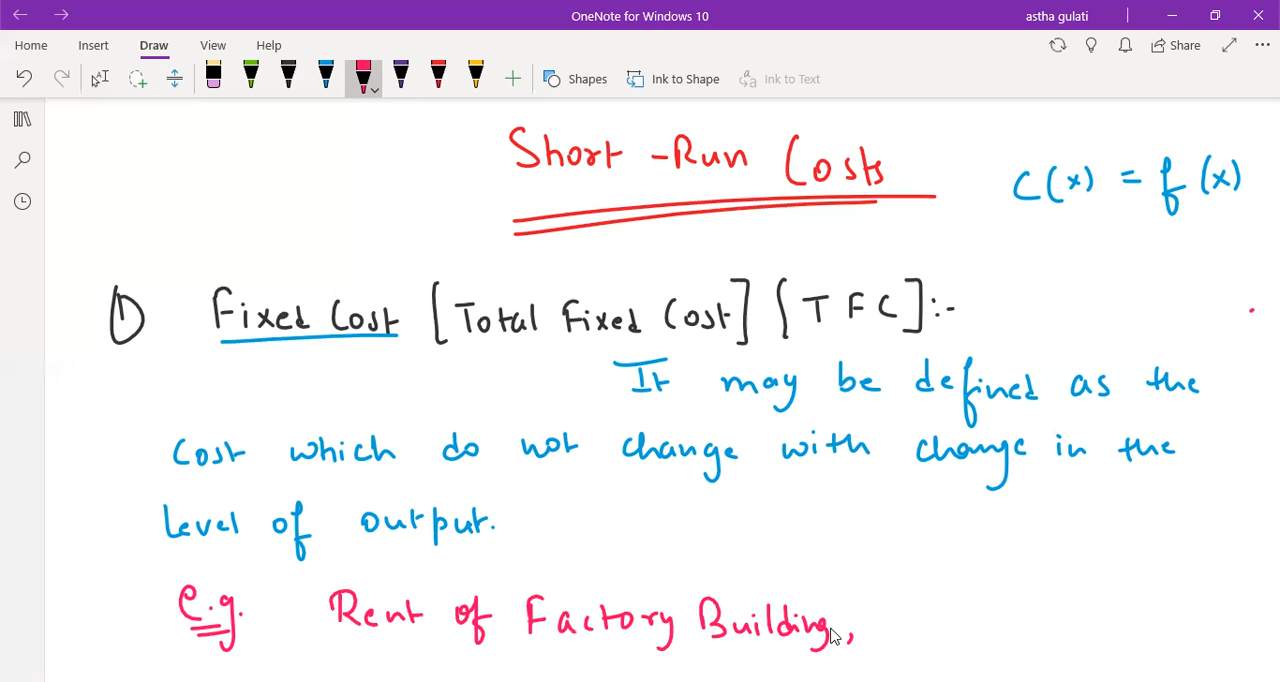 OneNote for Windows 10
astha gulati
Home Insert Draw View Help
Share
Shapes Ink to Shape Ink to Text
Short-Run Costs
C(x) = f(x)
① Fixed Cost [Total Fixed Cost] [TFC]:-
It may be defined as the
cost which do not change with change in the
level of output.
e.g. Rent of Factory Building,